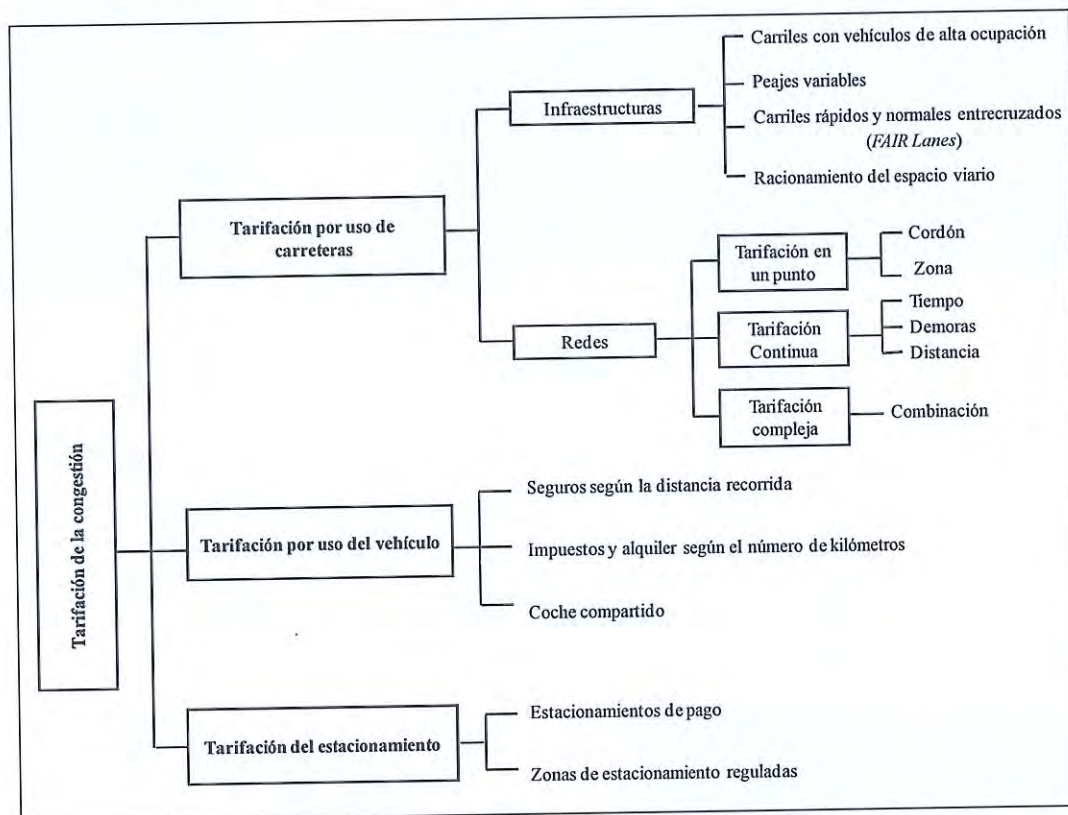 Carriles con vehículos de alta ocupación
Peajes variables
Infraestructuras
Carriles rápidos y normales entrecruzados
(FAIR Lanes)
Racionamiento del espacio viario
Tarifación por uso de
carreteras
Tarifación en
un punto
Cordón
Zona
Redes
Tarifación
Continua
Tiempo
Demoras
Distancia
Tarifación
compleja
Combinación
Tarifación de la congestión
Tarifación por uso del vehículo
Seguros según la distancia recorrida
Impuestos y alquiler según el número de kilómetros
Coche compartido
Tarifación del estacionamiento
Estacionamientos de pago
Zonas de estacionamiento reguladas